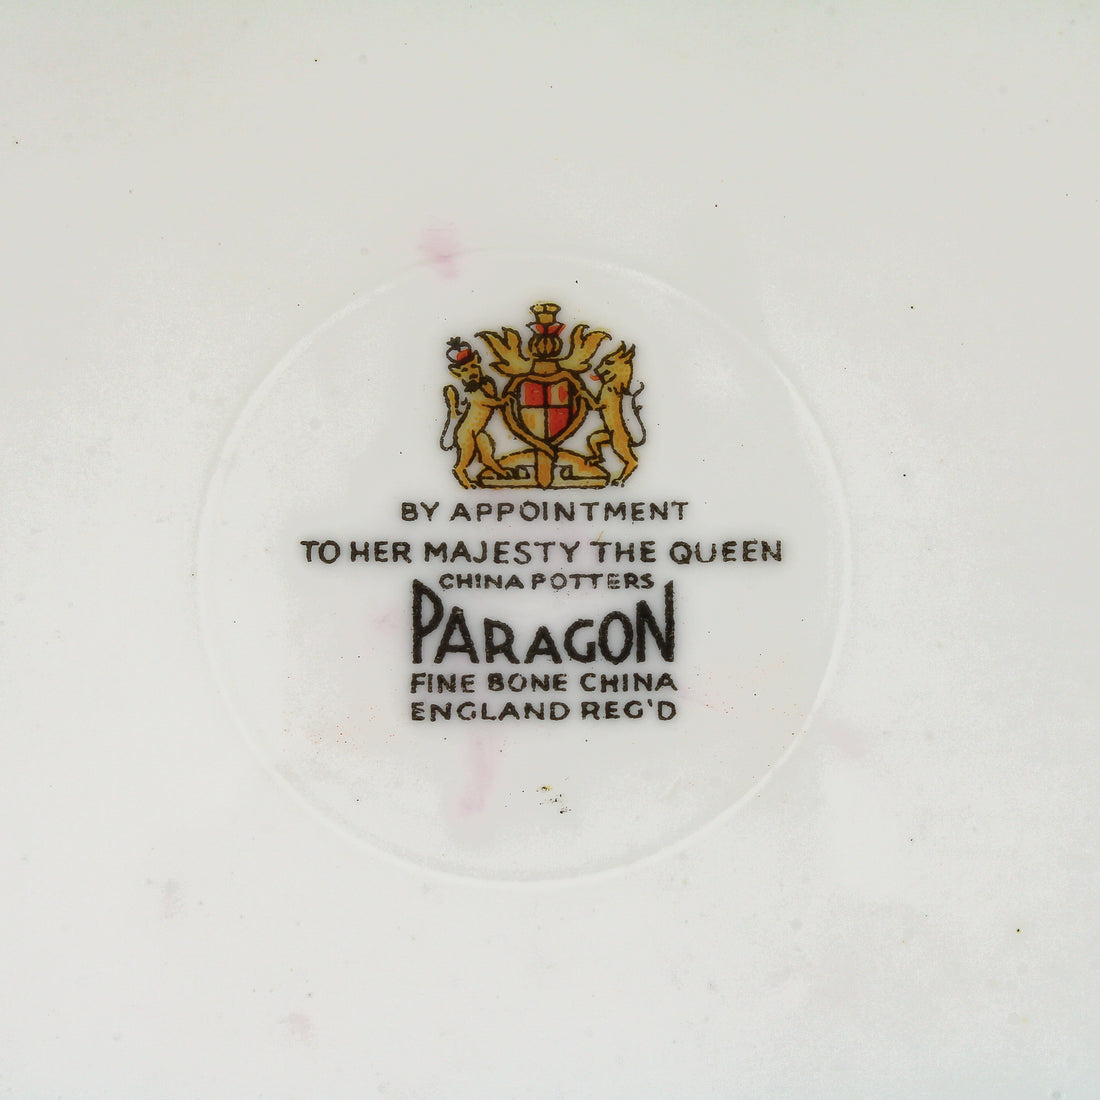 BY APPOINTMENT
TO HER MAJESTY THE QUEEN
CHINA POTTERS
PARAGON
FINE BONE CHINA
ENGLAND REG'D